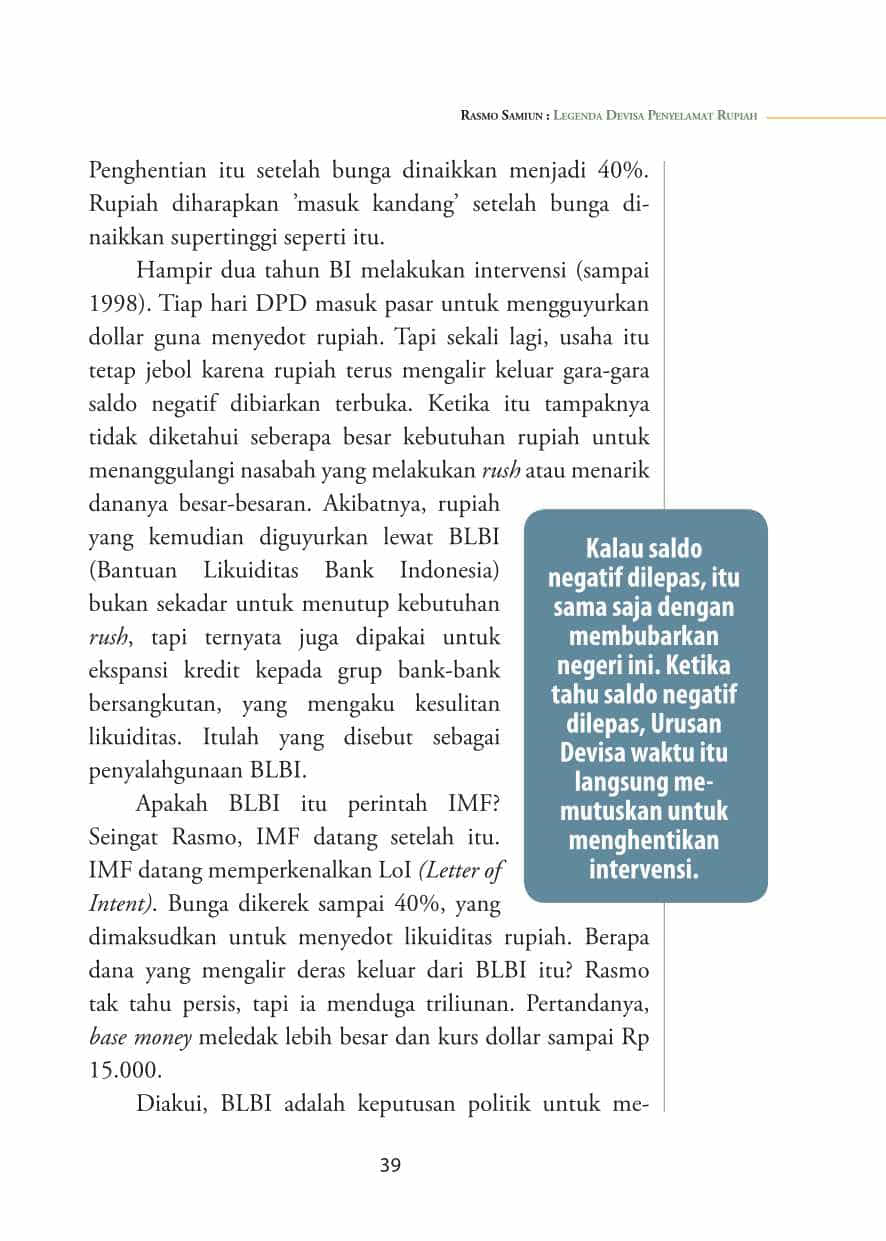 Rasmo Samiun : Legenda Devisa Penyelamat Rupiah
Penghentian itu setelah bunga dinaikkan menjadi 40%.
Rupiah diharapkan ’masuk kandang’ setelah bunga di-
naikkan supertinggi seperti itu.
Hampir dua tahun BI melakukan intervensi (sampai
1998). Tiap hari DPD masuk pasar untuk mengguyurkan
dollar guna menyedot rupiah. Tapi sekali lagi, usaha itu
tetap jebol karena rupiah terus mengalir keluar gara-gara
saldo negatif dibiarkan terbuka. Ketika itu tampaknya
tidak diketahui seberapa besar kebutuhan rupiah untuk
menanggulangi nasabah yang melakukan rush atau menarik
dananya besar-besaran. Akibatnya, rupiah
yang kemudian diguyurkan lewat BLBI
(Bantuan Likuiditas Bank Indonesia)
bukan sekadar untuk menutup kebutuhan
rush, tapi ternyata juga dipakai untuk
ekspansi kredit kepada grup bank-bank
bersangkutan, yang mengaku kesulitan
likuiditas. Itulah yang disebut sebagai
penyalahgunaan BLBI.
Apakah BLBI itu perintah IMF?
Seingat Rasmo, IMF datang setelah itu.
IMF datang memperkenalkan LoI (Letter of
Intent). Bunga dikerek sampai 40%, yang
dimaksudkan untuk menyedot likuiditas rupiah. Berapa
dana yang mengalir deras keluar dari BLBI itu? Rasmo
tak tahu persis, tapi ia menduga triliunan. Pertandanya,
base money meledak lebih besar dan kurs dollar sampai Rp
15.000.
Diakui, BLBI adalah keputusan politik untuk me-
Kalau saldo
negatif dilepas, itu
sama saja dengan
membubarkan
negeri ini. Ketika
tahu saldo negatif
dilepas, Urusan
Devisa waktu itu
langsung me-
mutuskan untuk
menghentikan
intervensi.
39